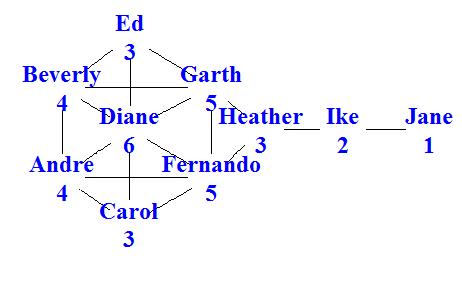 Ed
3
Beverly Garth
4 5
Diane Heather Ike Jane
6 3 2 1
Andre Fernando
4 5
Carol
3